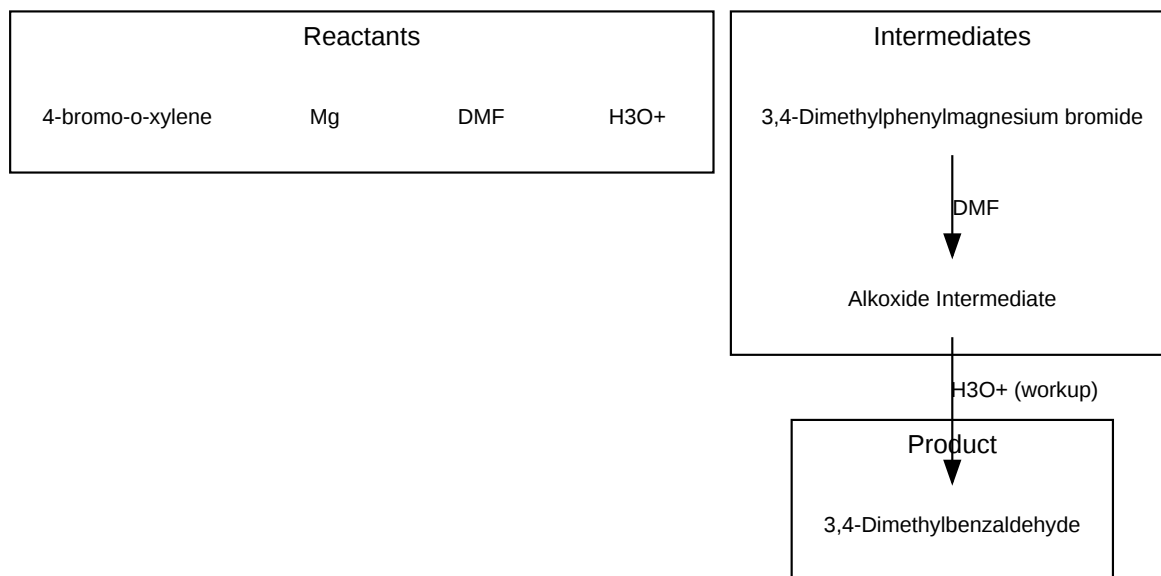 Reactants
4-bromo-o-xylene Mg DMF H3O+
Intermediates
3,4-Dimethylphenylmagnesium bromide
DMF
Alkoxide Intermediate
H3O+ (workup)
Product
3,4-Dimethylbenzaldehyde